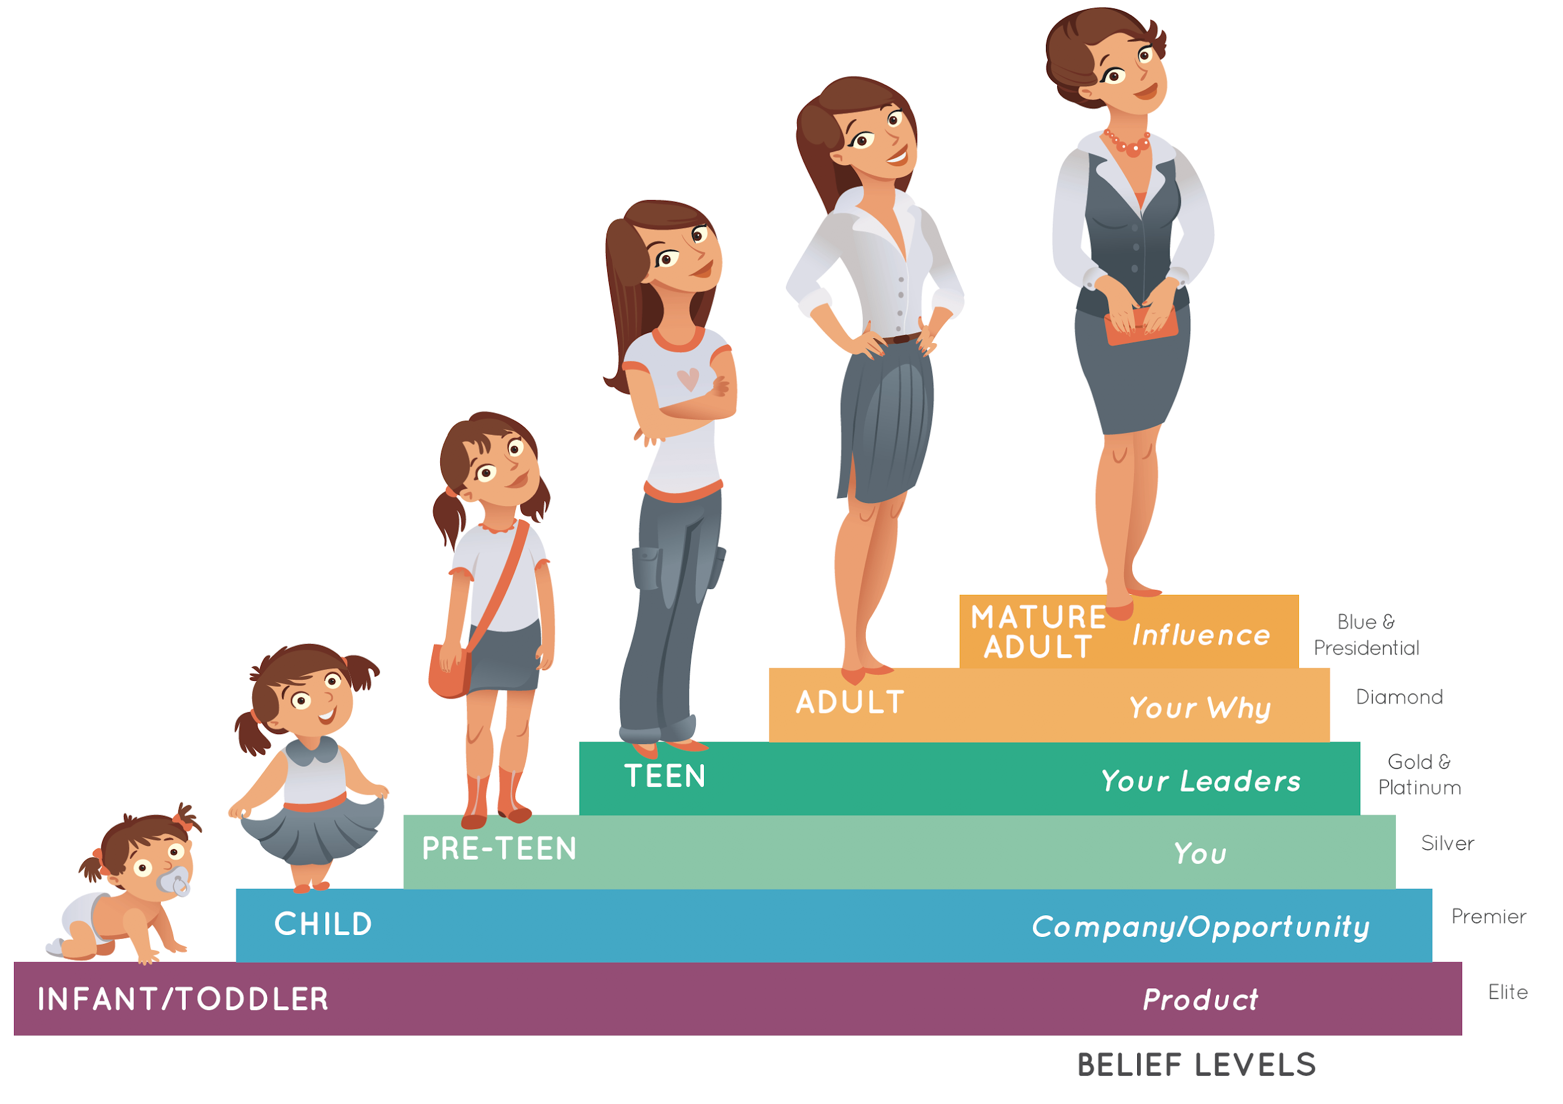 MATURE
ADULT
Influence
Blue &
Presidential
ADULT
Your Why
Diamond
TEEN
Your Leaders
Gold &
Platinum
PRE-TEEN
You
Silver
CHILD
Company/Opportunity
Premier
INFANT/TODDLER
Product
Elite
BELIEF LEVELS